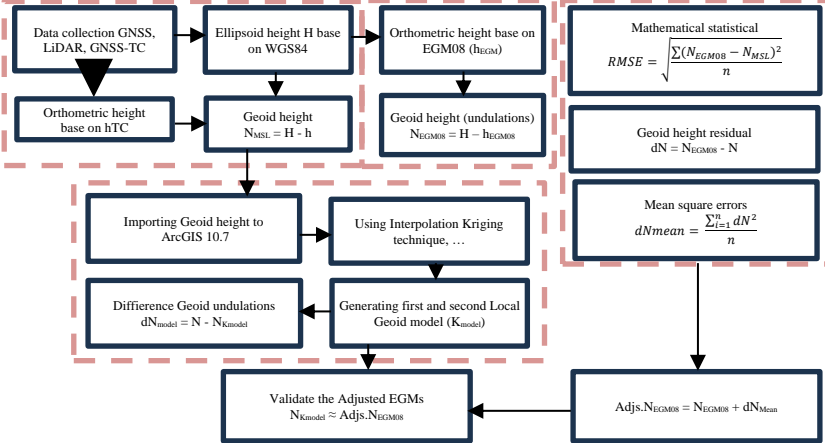 Data collection GNSS,
LiDAR, GNSS-TC
Ellipsoid height H base
on WGS84
Orthometric height base on
EGM08 (hEGM)
Orthometric height
base on hTC
Geoid height
NMSL = H - h
Geoid height (undulations)
NEGM08 = H – hEGM08
Mathematical statistical
RMSE = √(∑(NEGM08 − NMSL)2 / n)
Geoid height residual
dN = NEGM08 - N
Mean square errors
dNmean = ∑ni=1 dN2 / n
Importing Geoid height to
ArcGIS 10.7
Using Interpolation Kriging
technique, …
Diffierence Geoid undulations
dNmodel = N - NKmodel
Generating first and second Local
Geoid model (Kmodel)
Validate the Adjusted EGMs
NKmodel ≈ Adjs.NEGM08
Adjs.NEGM08 = NEGM08 + dNMean